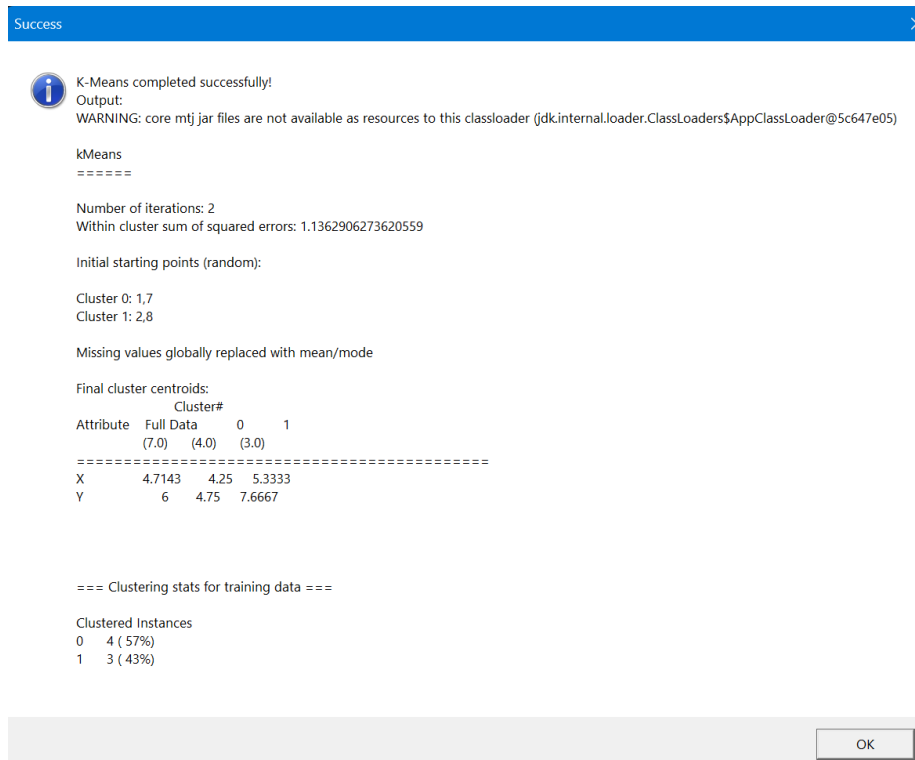 Success
K-Means completed successfully!
Output:
WARNING: core mtj jar files are not available as resources to this classloader (jdk.internal.loader.ClassLoaders$AppClassLoader@5c647e05)
kMeans
======
Number of iterations: 2
Within cluster sum of squared errors: 1.1362906273620559
Initial starting points (random):
Cluster 0: 1,7
Cluster 1: 2,8
Missing values globally replaced with mean/mode
Final cluster centroids:
Cluster#
Attribute Full Data 0 1
(7.0) (4.0) (3.0)
============================================
X 4.7143 4.25 5.3333
Y 6 4.75 7.6667
=== Clustering stats for training data ===
Clustered Instances
0 4 ( 57%)
1 3 ( 43%)
OK